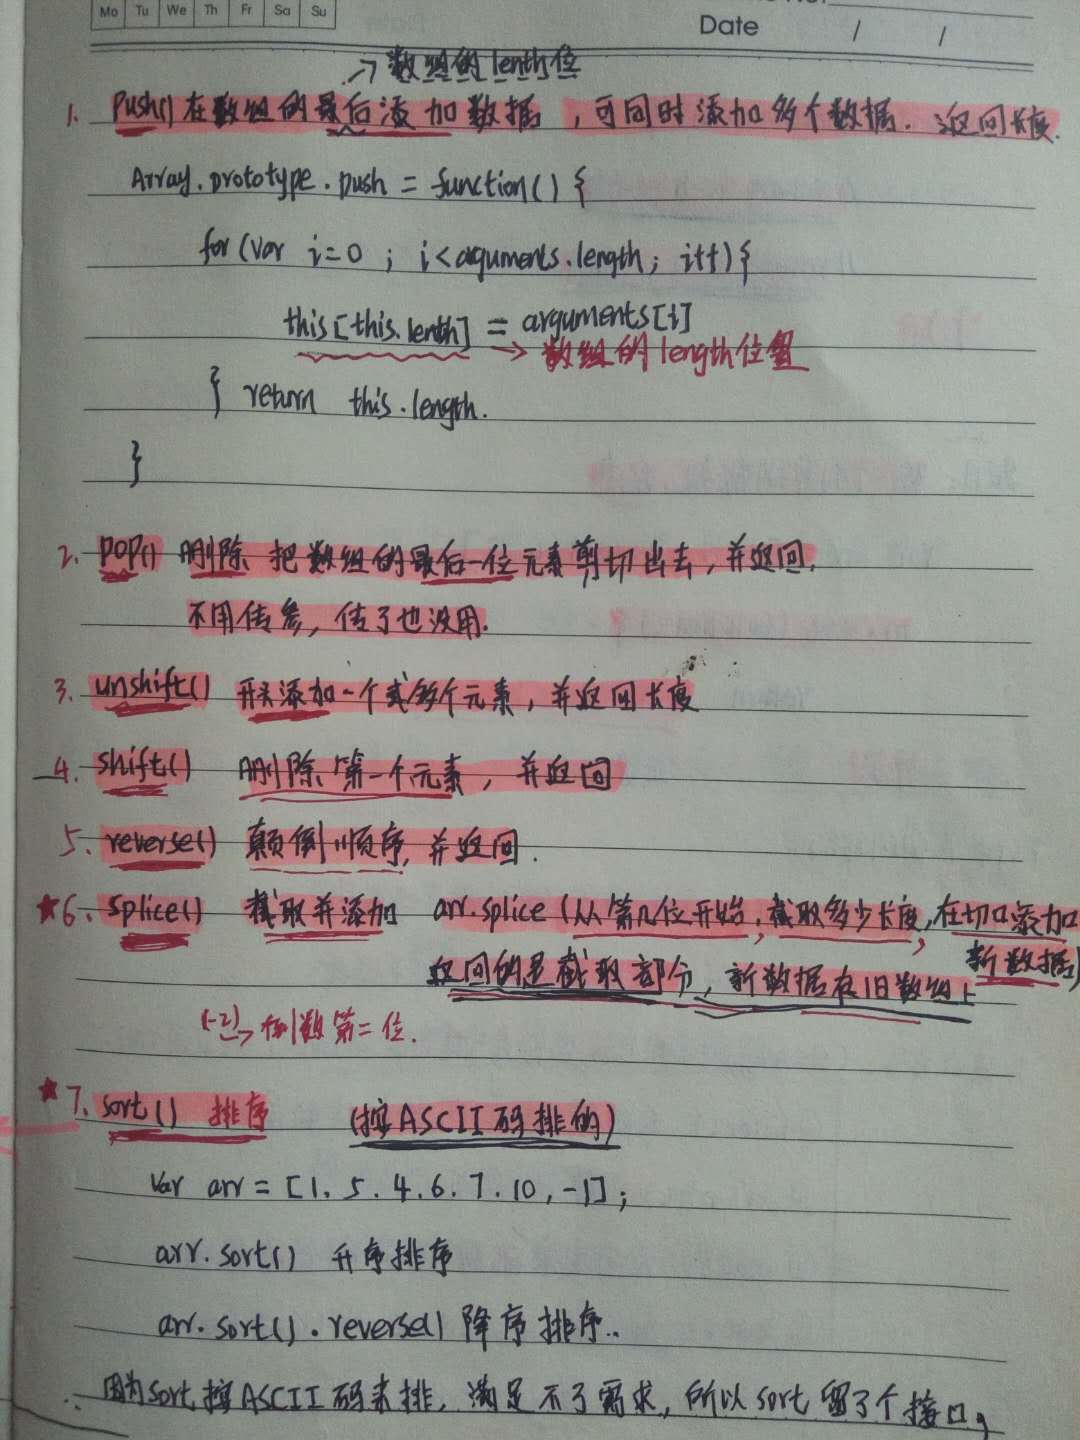 Mo Tu We Th Fr Sa Su
Date / /
→数组的lenth位
1. push() 在数组的最后添加数据，可同时添加多个数据. 返回长度.
Array.prototype.push = function() {
for (var i=0 ; i<arguments.length; i++) {
this[this.lenth] = arguments[i]
→ 数组的length位置
} return this.length.
}
2. pop() 删除 把数组的最后一位元素剪切出去，并返回.
不用传参，传了也没用.
3. unshift() 开头添加一个或多个元素，并返回长度
4. shift() 删除第一个元素，并返回
5. reverse() 颠倒顺序，并返回.
★6. splice() 截取并添加 arr.splice (从第几位开始，截取多少长度，在切口添加
新数据)
返回的是截取部分，新数据在旧数组上
(-2)→倒数第二位.
★7. sort() 排序 (按ASCII码排的)
var arr = [1. 5. 4. 6. 7. 10, -1];
arr.sort() 升序排序
arr.sort().reverse() 降序排序..
因为sort按ASCII码来排，满足不了需求，所以sort留了个接口，